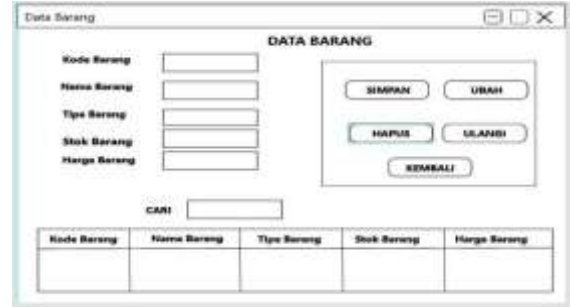 Data Barang
DATA BARANG
Kode Barang
Nama Barang
Tipe Barang
Stok Barang
Harga Barang
SIMPAN UBAH
HAPUS ULANGI
KEMBALI
CARI
Kode Barang Nama Barang Tipe Barang Stok Barang Harga Barang